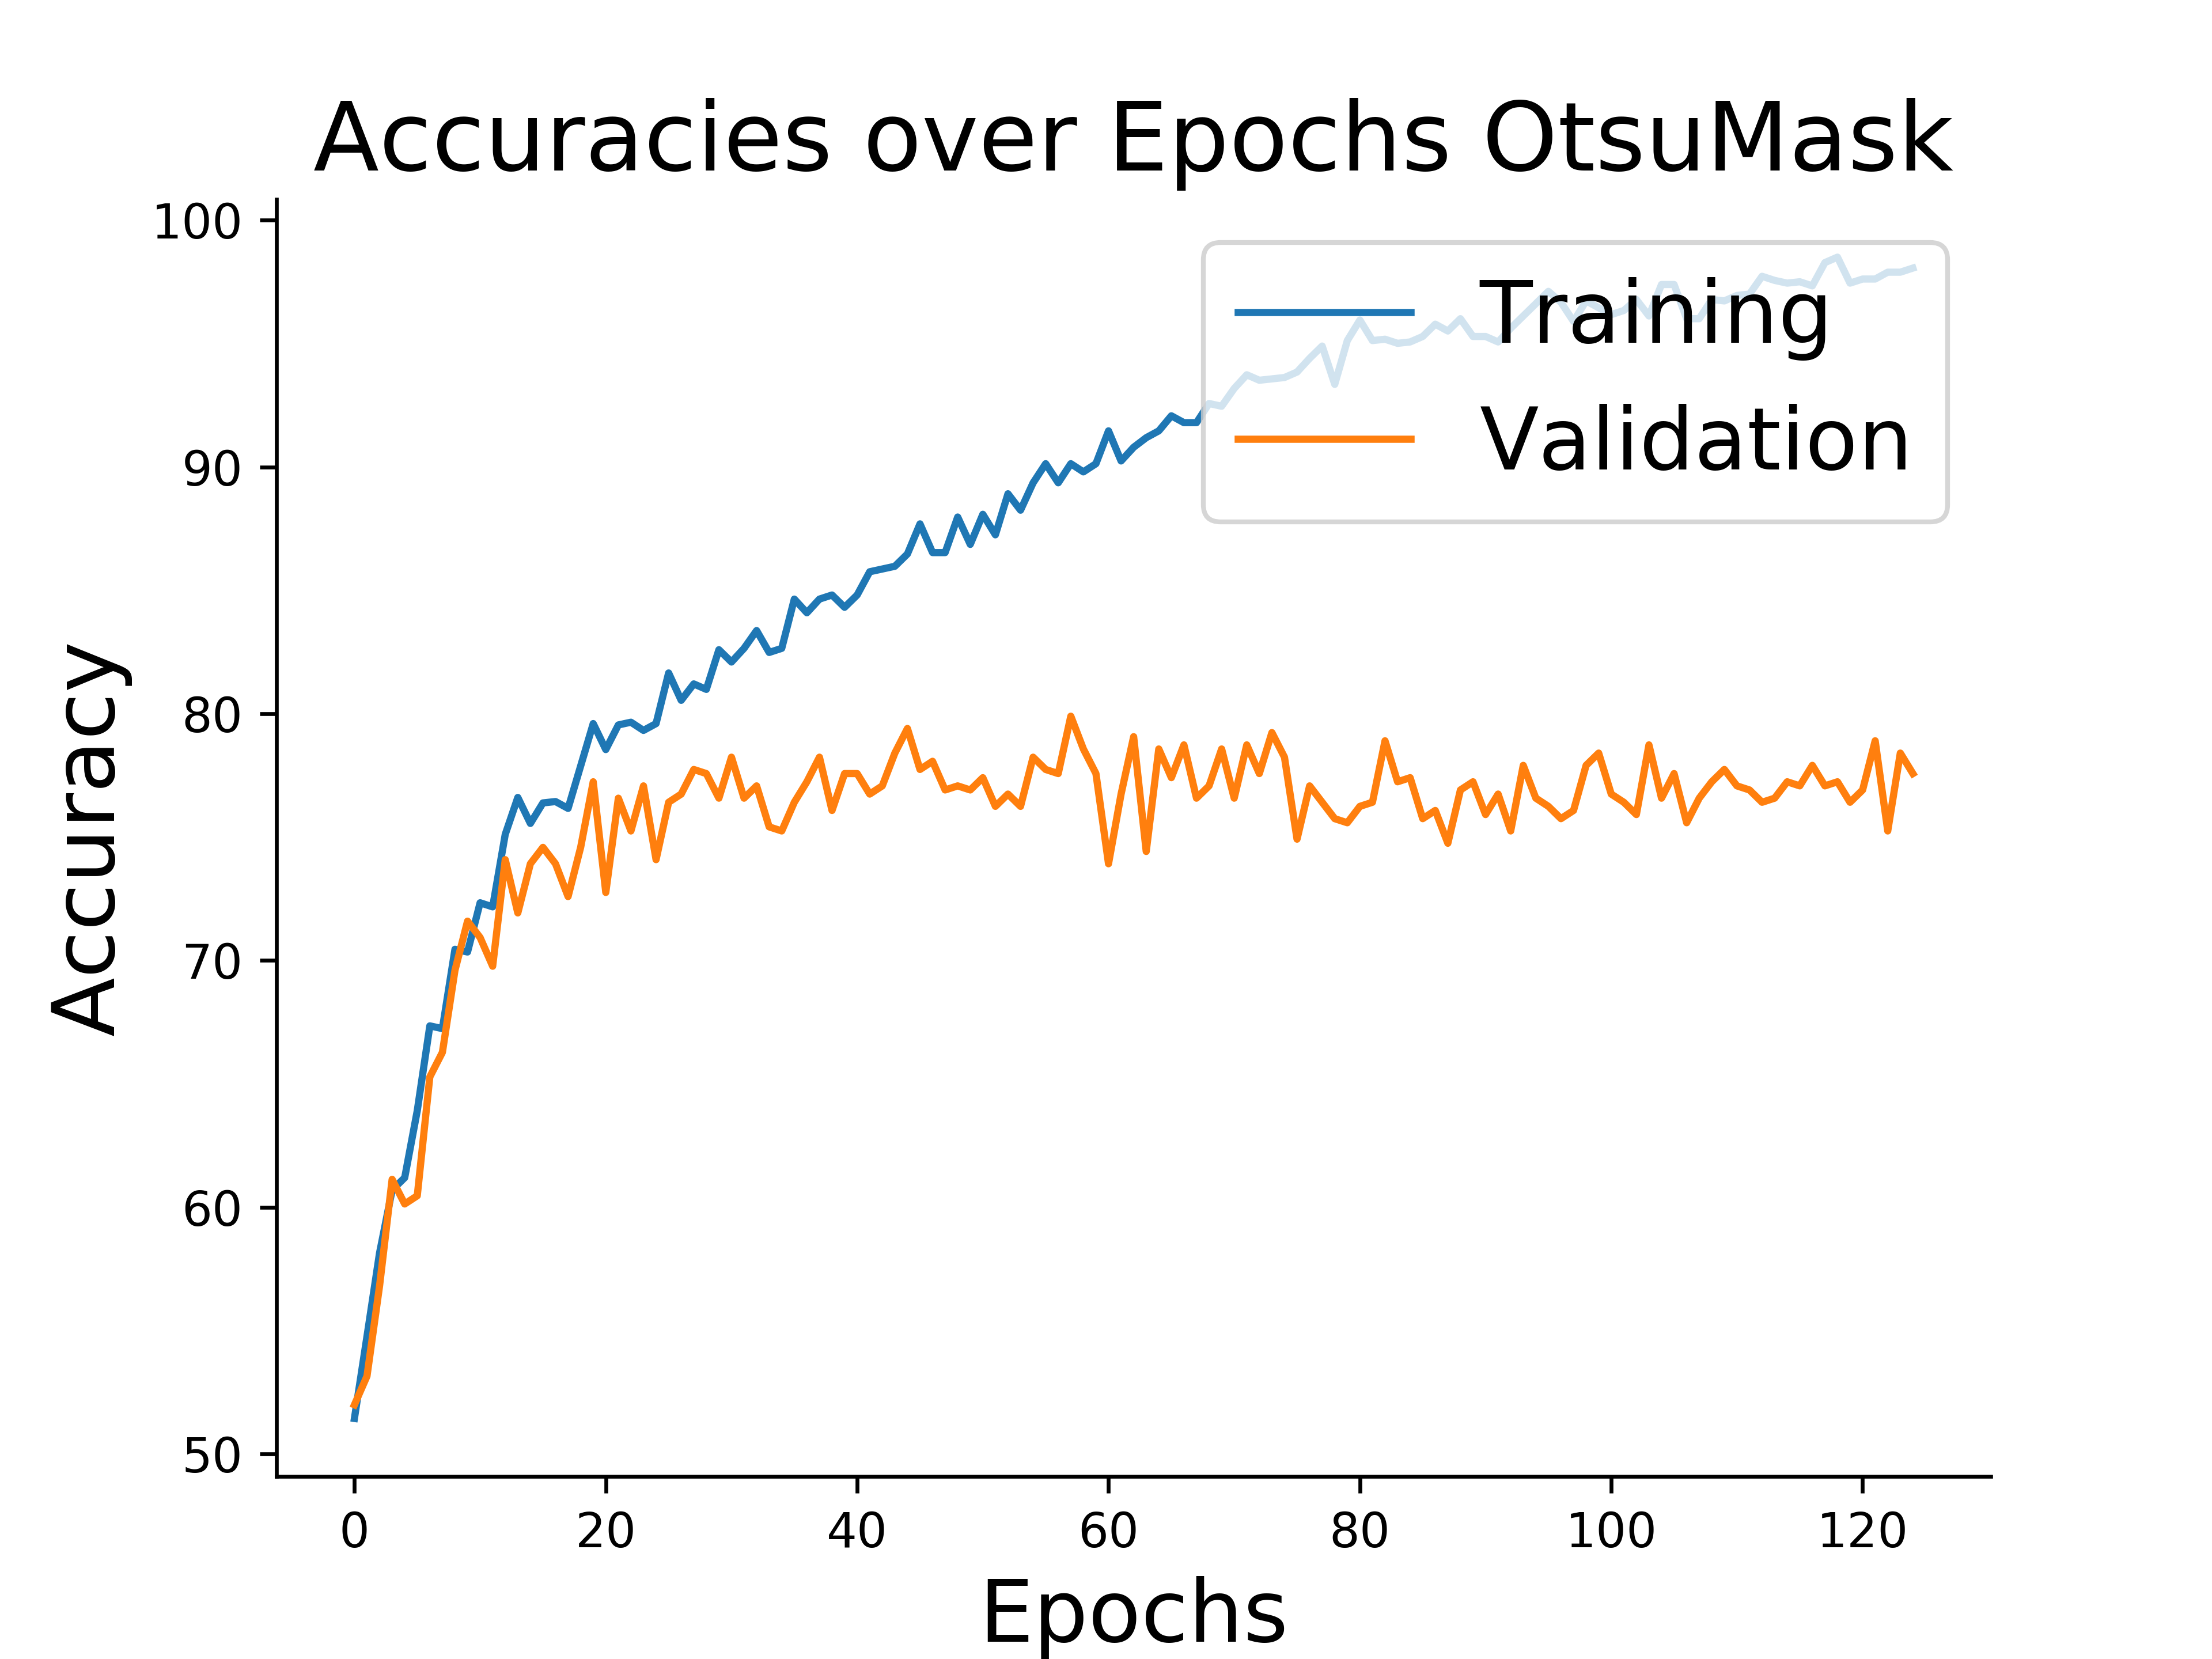 Accuracies over Epochs OtsuMask
100
90
80
70
60
50
Accuracy
Training
Validation
0 20 40 60 80 100 120
Epochs